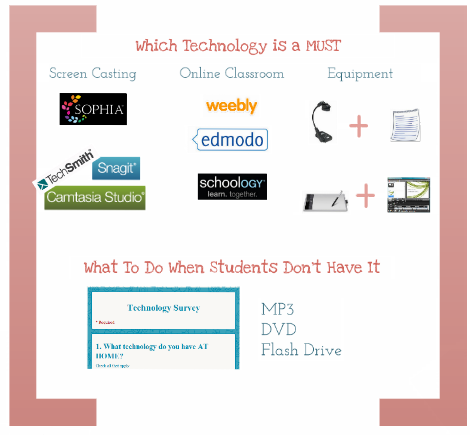 Which Technology is a MUST
Screen Casting
Online Classroom
Equipment
SOPHIA
weebly
edmodo
TechSmith
Snagit
Camtasia Studio
schoology
learn. together.
What To Do When Students Don't Have It
Technology Survey
* Required
1. What technology do you have AT
HOME?
Check all that apply.
MP3
DVD
Flash Drive